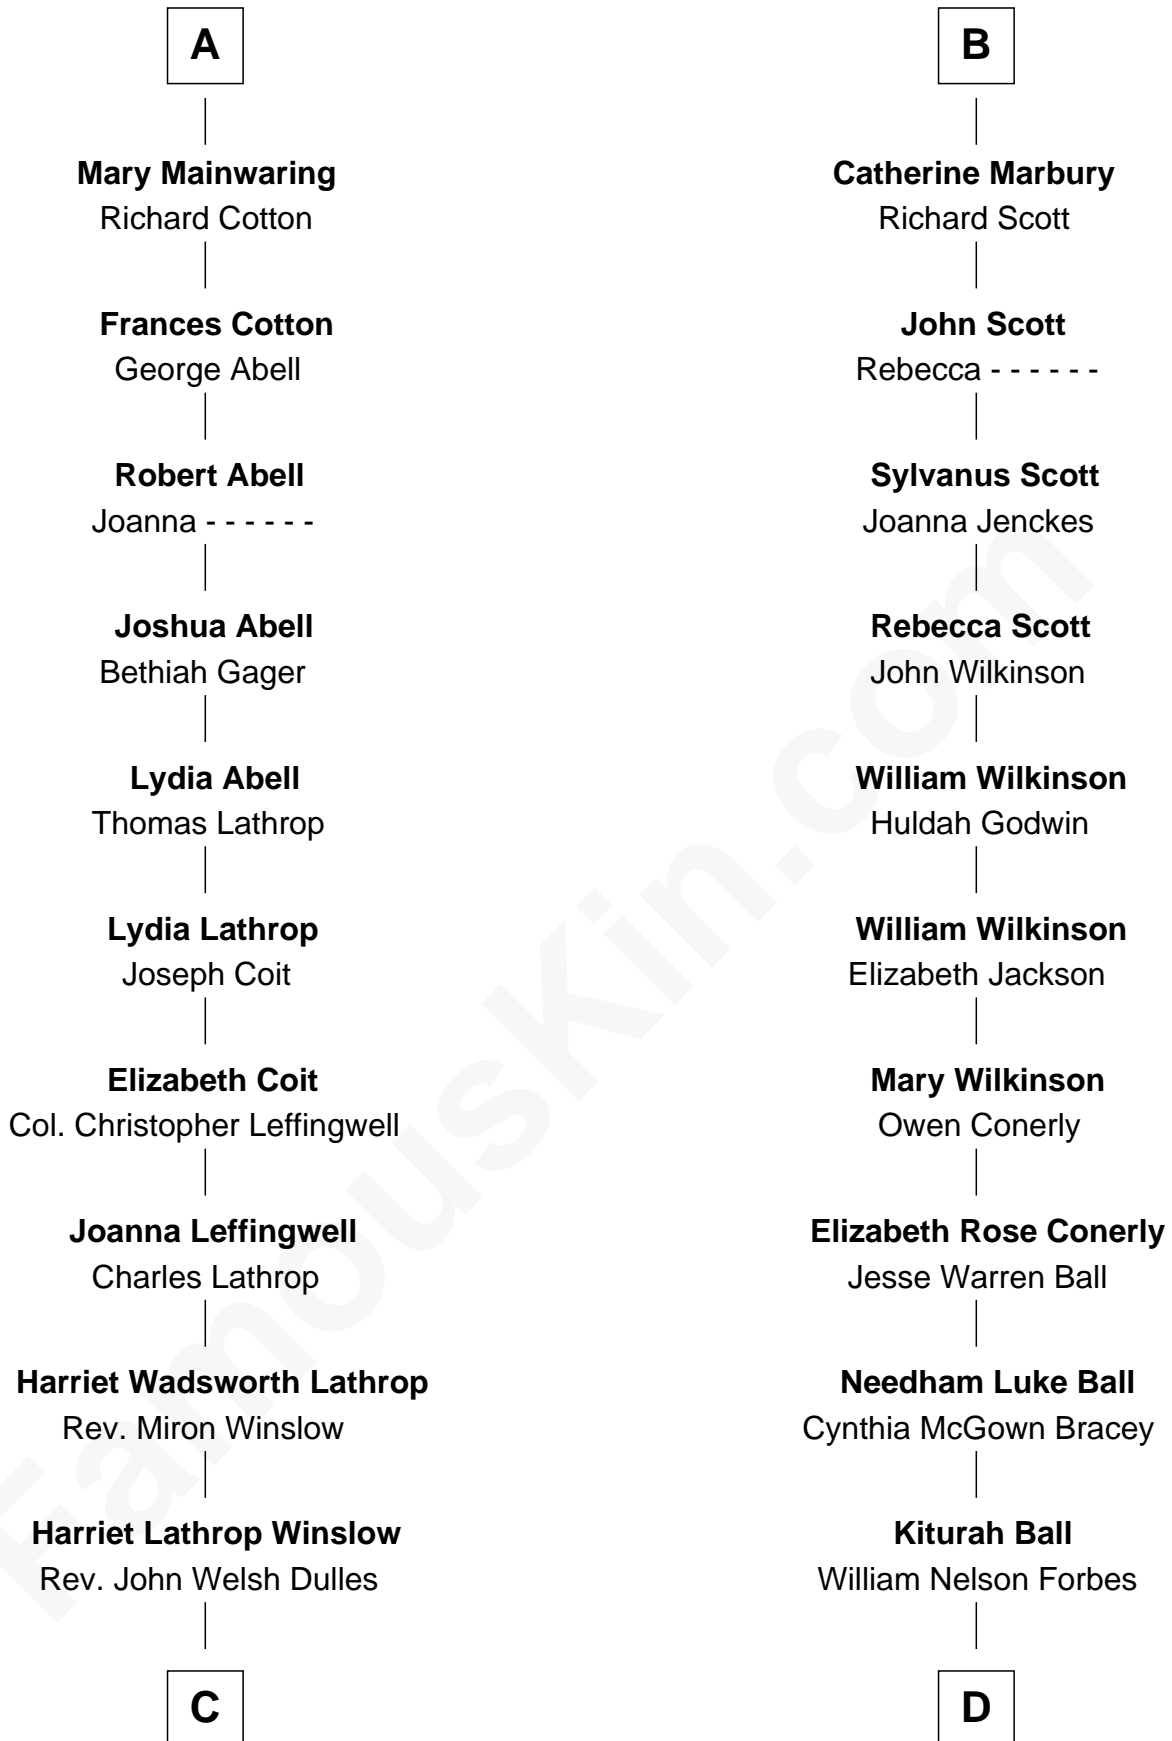 A
Mary Mainwaring
Richard Cotton
Frances Cotton
George Abell
Robert Abell
Joanna - - - - - -
Joshua Abell
Bethiah Gager
Lydia Abell
Thomas Lathrop
Lydia Lathrop
Joseph Coit
Elizabeth Coit
Col. Christopher Leffingwell
Joanna Leffingwell
Charles Lathrop
Harriet Wadsworth Lathrop
Rev. Miron Winslow
Harriet Lathrop Winslow
Rev. John Welsh Dulles
C
B
Catherine Marbury
Richard Scott
John Scott
Rebecca - - - - - -
Sylvanus Scott
Joanna Jenckes
Rebecca Scott
John Wilkinson
William Wilkinson
Huldah Godwin
William Wilkinson
Elizabeth Jackson
Mary Wilkinson
Owen Conerly
Elizabeth Rose Conerly
Jesse Warren Ball
Needham Luke Ball
Cynthia McGown Bracey
Kiturah Ball
William Nelson Forbes
D
FamousKin.com